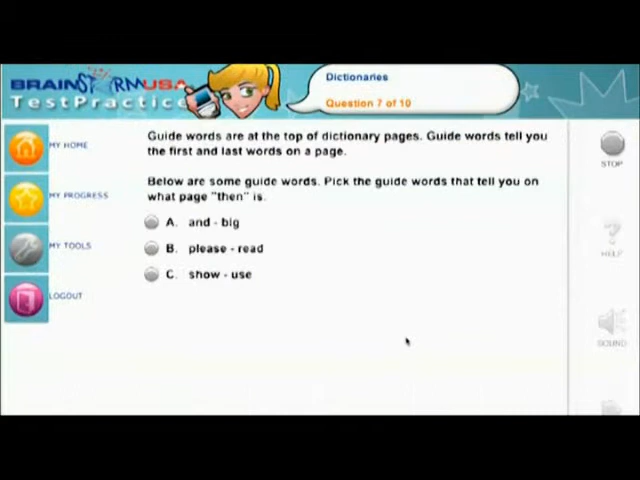 BRAINSTORMUSA
TestPractice
Dictionaries
Question 7 of 10
MY HOME
MY PROGRESS
MY TOOLS
LOGOUT
Guide words are at the top of dictionary pages. Guide words tell you
the first and last words on a page.
Below are some guide words. Pick the guide words that tell you on
what page "then" is.
A. and - big
B. please - read
C. show - use
STOP
HELP
SOUND